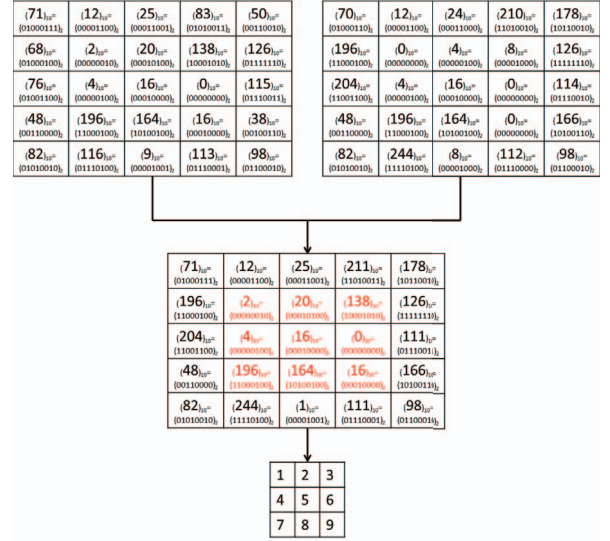 (71)₁₀= (12)₁₀= (25)₁₀= (83)₁₀= (50)₁₀=
(01000111)₂ (00001100)₂ (00011001)₂ (01010011)₂ (00110010)₂
(68)₁₀= (2)₁₀= (20)₁₀= (138)₁₀= (126)₁₀=
(01000100)₂ (00000010)₂ (00010100)₂ (10001010)₂ (01111110)₂
(76)₁₀= (4)₁₀= (16)₁₀= (0)₁₀= (115)₁₀=
(01001100)₂ (00000100)₂ (00010000)₂ (00000000)₂ (01110011)₂
(48)₁₀= (196)₁₀= (164)₁₀= (16)₁₀= (38)₁₀=
(00110000)₂ (11000100)₂ (10100100)₂ (00010000)₂ (00100110)₂
(82)₁₀= (116)₁₀= (9)₁₀= (113)₁₀= (98)₁₀=
(01010010)₂ (01110100)₂ (00001001)₂ (01110001)₂ (01100010)₂
(70)₁₀= (12)₁₀= (24)₁₀= (210)₁₀= (178)₁₀=
(01000110)₂ (00001100)₂ (00011000)₂ (11010010)₂ (10110010)₂
(196)₁₀= (0)₁₀= (4)₁₀= (8)₁₀= (126)₁₀=
(11000100)₂ (00000000)₂ (00000100)₂ (00001000)₂ (11111110)₂
(204)₁₀= (4)₁₀= (16)₁₀= (0)₁₀= (114)₁₀=
(11001100)₂ (00000100)₂ (00010000)₂ (00000000)₂ (01110010)₂
(48)₁₀= (196)₁₀= (164)₁₀= (0)₁₀= (166)₁₀=
(00110000)₂ (11000100)₂ (10100100)₂ (00000000)₂ (10100110)₂
(82)₁₀= (244)₁₀= (8)₁₀= (112)₁₀= (98)₁₀=
(01010010)₂ (11110100)₂ (00001000)₂ (01110000)₂ (01100010)₂
(71)₁₀= (12)₁₀= (25)₁₀= (211)₁₀= (178)
(01000111)₂ (00001100)₂ (00011001)₂ (11010011)₂ (1011001
(196)₁₀= (2)₁₀= (20)₁₀= (138)₁₀= (126)
(11000100)₂ (00000010)₂ (00010100)₂ (10001010)₂ (1111111
(204)₁₀= (4)₁₀= (16)₁₀= (0)₁₀= (111)
(11001100)₂ (00000100)₂ (00010000)₂ (00000000)₂ (0111001
(48)₁₀= (196)₁₀= (164)₁₀= (16)₁₀= (166)
(00110000)₂ (11000100)₂ (10100100)₂ (00010000)₂ (1010011
(82)₁₀= (244)₁₀= (1)₁₀= (111)₁₀= (98)
(01010010)₂ (11110100)₂ (00001001)₂ (01110001)₂ (0110001
1 2 3
4 5 6
7 8 9